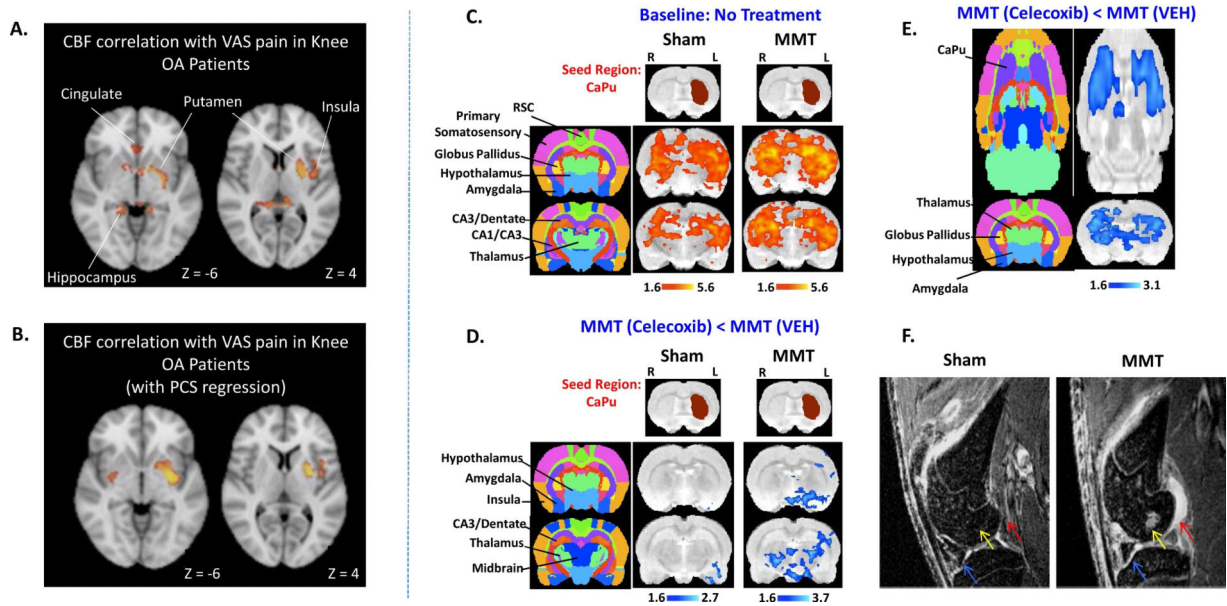 A.
CBF correlation with VAS pain in Knee
OA Patients
Cingulate
Putamen
Insula
Hippocampus
Z = -6
Z = 4
B.
CBF correlation with VAS pain in Knee
OA Patients
(with PCS regression)
Z = -6
Z = 4
C.
Baseline: No Treatment
Sham
MMT
R
L
R
L
Seed Region:
CaPu
RSC
Primary
Somatosensory
Globus Pallidus
Hypothalamus
Amygdala
CA3/Dentate
CA1/CA3
Thalamus
1.6
5.6
1.6
5.6
D.
MMT (Celecoxib) < MMT (VEH)
Sham
MMT
R
L
R
L
Seed Region:
CaPu
Hypothalamus
Amygdala
Insula
CA3/Dentate
Thalamus
Midbrain
1.6
2.7
1.6
3.7
E.
MMT (Celecoxib) < MMT (VEH)
CaPu
Thalamus
Globus Pallidus
Hypothalamus
Amygdala
1.6
3.1
F.
Sham
MMT